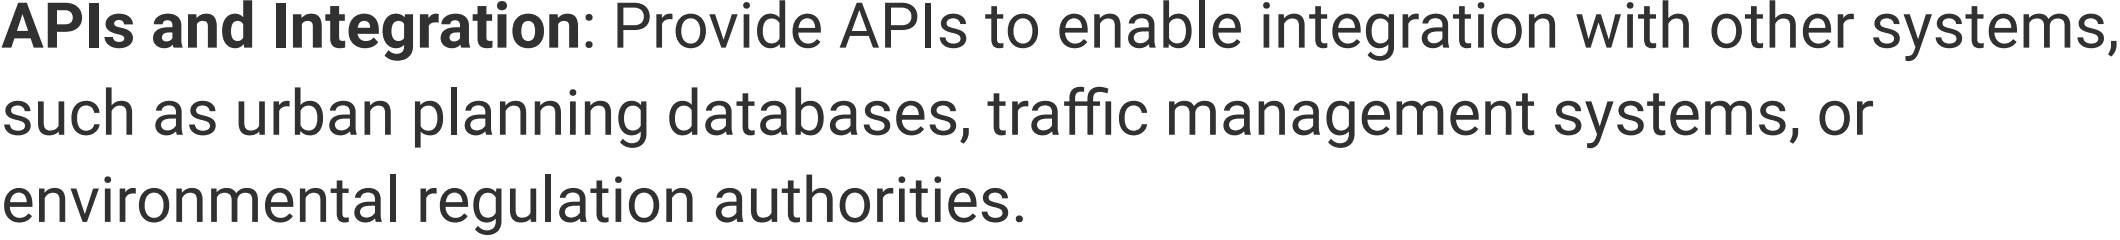 APIs and Integration: Provide APIs to enable integration with other systems,
such as urban planning databases, traffic management systems, or
environmental regulation authorities.